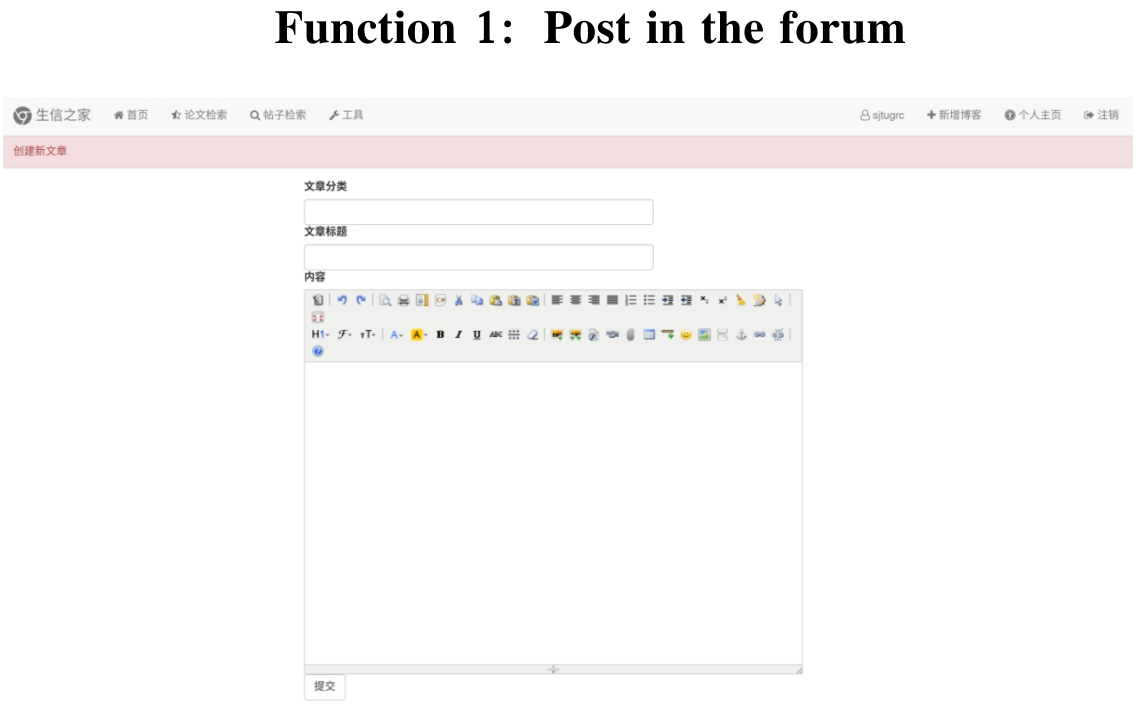 Function 1: Post in the forum
生信之家 首页 论文检索 帖子检索 工具 sjtugrc 新增博客 个人主页 注销
创建新文章
文章分类
文章标题
内容
H1 F тT A A B I U ABC
提交